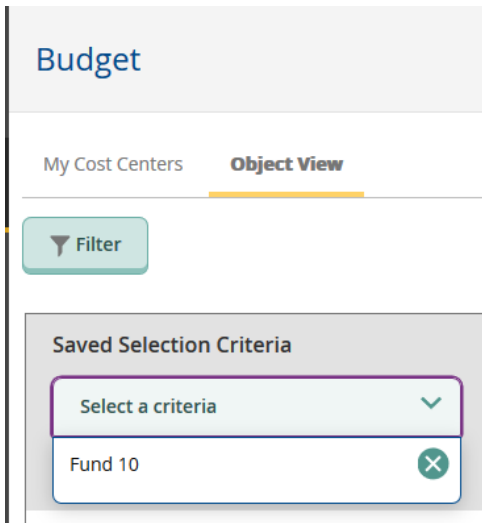 Budget
My Cost Centers Object View
Filter
Saved Selection Criteria
Select a criteria
Fund 10